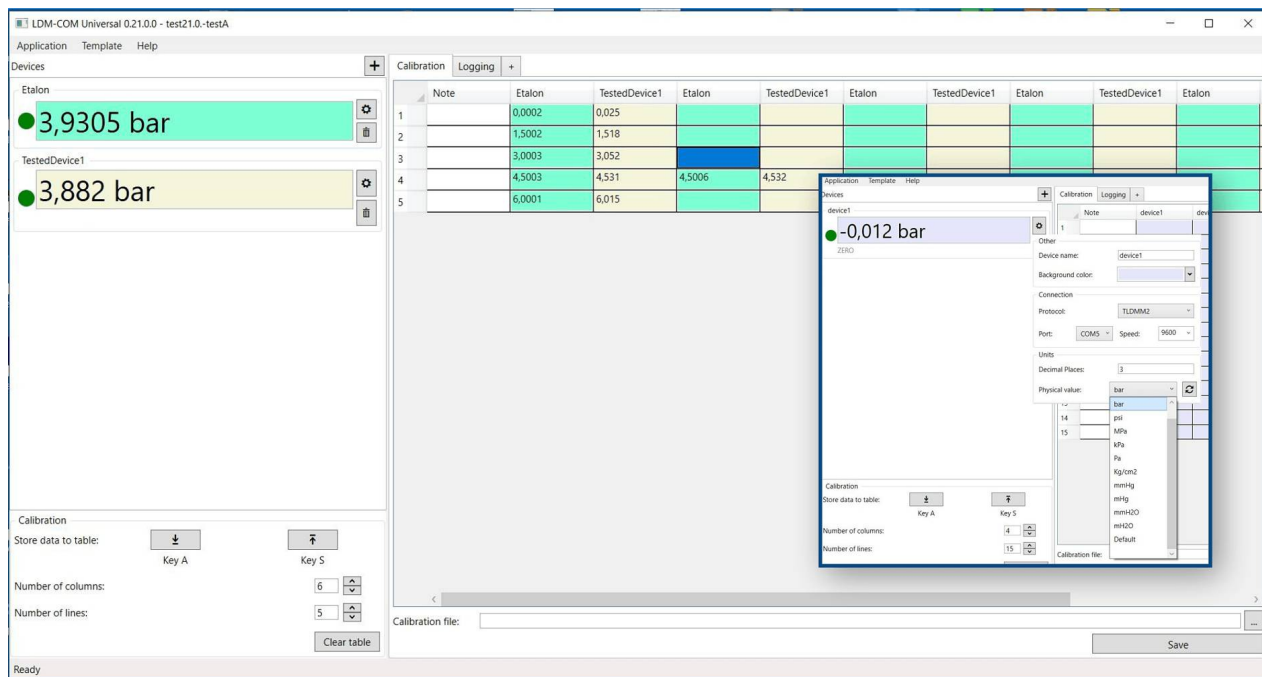 LDM-COM Universal 0.21.0.0 - test21.0.-testA
Application Template Help
Devices
Etalon
3,9305 bar
TestedDevice1
3,882 bar
Calibration
Store data to table:
Key A Key S
Number of columns: 6
Number of lines: 5
Clear table
Ready
Calibration Logging +
Note Etalon TestedDevice1 Etalon TestedDevice1 Etalon TestedDevice1 Etalon TestedDevice1 Etalon
1 0,0002 0,025
2 1,5002 1,518
3 3,0003 3,052
4 4,5003 4,531 4,5006 4,532
5 6,0001 6,015
Calibration file: ...
Save
Application Template Help
Devices
device1
-0,012 bar
ZERO
Calibration
Store data to table:
Key A Key S
Number of columns: 4
Number of lines: 15
Calibration Logging +
Note device1
1
Other
Device name: device1
Background color:
Connection
Protocol: TLDMM2
Port: COM5 Speed: 9600
Units
Decimal Places: 3
Physical value: bar
bar
psi
MPa
kPa
Pa
Kg/cm2
mmHg
mHg
mmH2O
mH2O
Default
14
15
Calibration file: